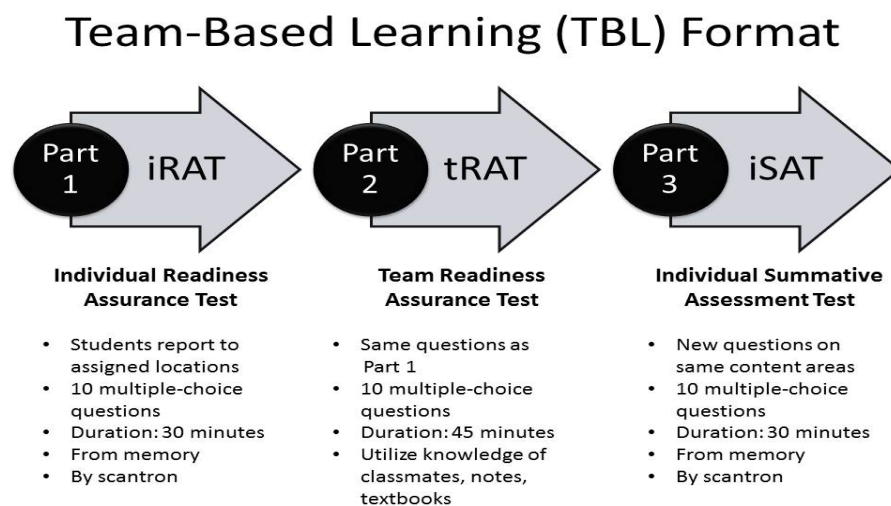 Team-Based Learning (TBL) Format
Part
1
iRAT
Individual Readiness
Assurance Test
• Students report to
assigned locations
• 10 multiple-choice
questions
• Duration: 30 minutes
• From memory
• By scantron
Part
2
tRAT
Team Readiness
Assurance Test
• Same questions as
Part 1
• 10 multiple-choice
questions
• Duration: 45 minutes
• Utilize knowledge of
classmates, notes,
textbooks
Part
3
iSAT
Individual Summative
Assessment Test
• New questions on
same content areas
• 10 multiple-choice
questions
• Duration: 30 minutes
• From memory
• By scantron